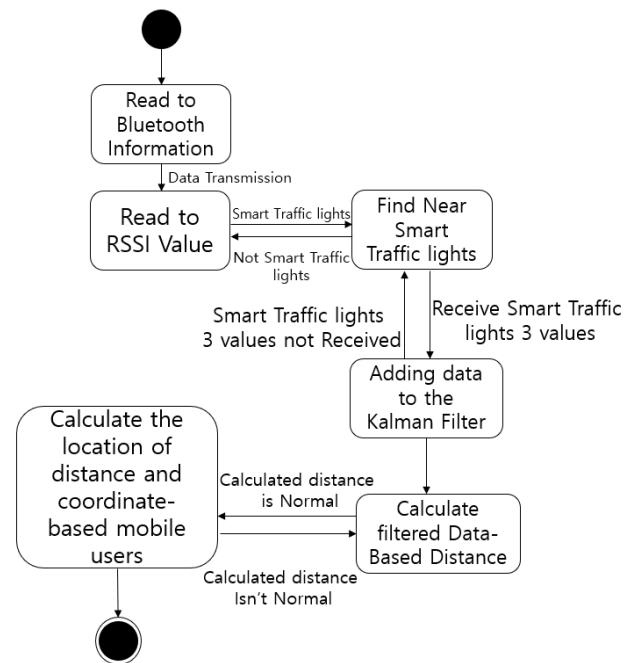 Read to
Bluetooth
Information
Data Transmission
Read to
RSSI Value
Smart Traffic lights
Not Smart Traffic
lights
Find Near
Smart
Traffic lights
Smart Traffic lights
3 values not Received
Receive Smart Traffic
lights 3 values
Adding data
to the
Kalman Filter
Calculate the
location of
distance and
coordinate-
based mobile
users
Calculated distance
is Normal
Calculated distance
Isn't Normal
Calculate
filtered Data-
Based Distance